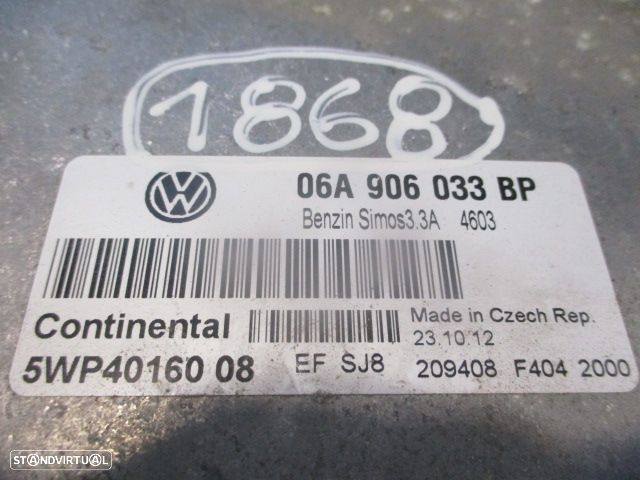 1868
VW
06A 906 033 BP
Benzin Simos3.3A 4603
Continental
Made in Czech Rep.
23.10.12
5WP40160 08
EF SJ8
209408 F404 2000
STANDVIRTUAL